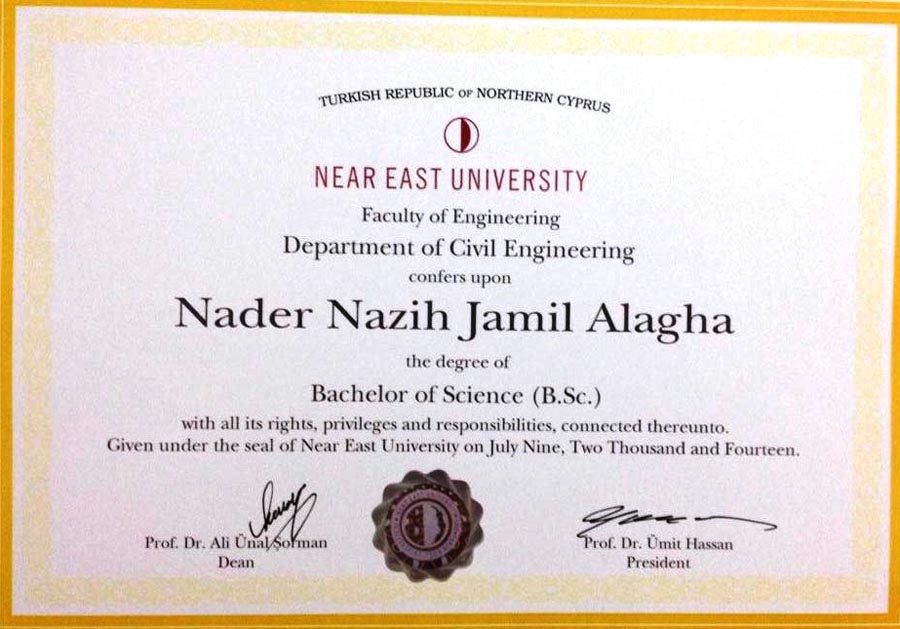 TURKISH REPUBLIC OF NORTHERN CYPRUS
NEAR EAST UNIVERSITY
Faculty of Engineering
Department of Civil Engineering
confers upon
Nader Nazih Jamil Alagha
the degree of
Bachelor of Science (B.Sc.)
with all its rights, privileges and responsibilities, connected thereunto.
Given under the seal of Near East University on July Nine, Two Thousand and Fourteen.
Prof. Dr. Ali Ünal Şorman
Dean
Prof. Dr. Ümit Hassan
President